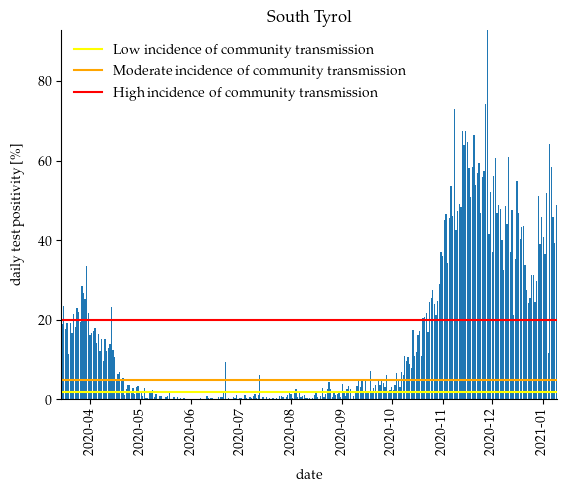 South Tyrol
Low incidence of community transmission
Moderate incidence of community transmission
High incidence of community transmission
daily test positivity [%]
80
60
40
20
0
2020-04
2020-05
2020-06
2020-07
2020-08
2020-09
2020-10
2020-11
2020-12
2021-01
date